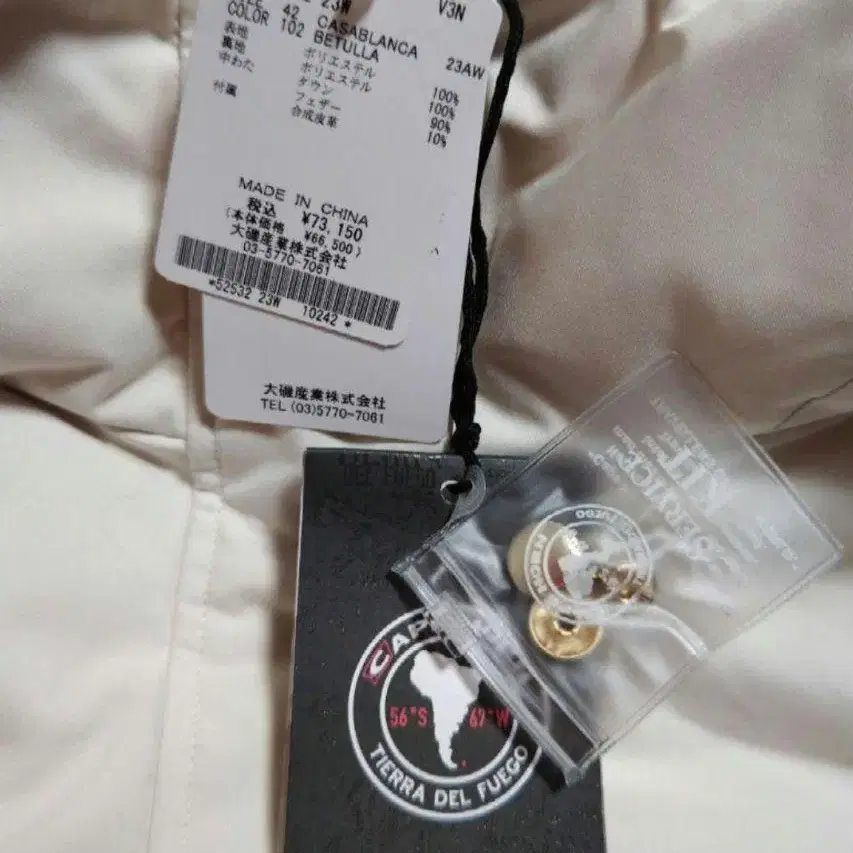 23W V3N
42 CASABLANCA
COLOR 102 BETULLA 23AW
表地 ポリエステル 100%
裏地 ポリエステル 100%
中わた ダウン 90%
フェザー 10%
付属 合成皮革
MADE IN CHINA
税込 ¥73,150
(本体価格 ¥66,500)
大磯産業株式会社
03-5770-7061
*52S32 23W 10242 *
大磯産業株式会社
TEL (03)5770-7061
SERVICE
KIT
56°S 67°W
TIERRA DEL FUEGO